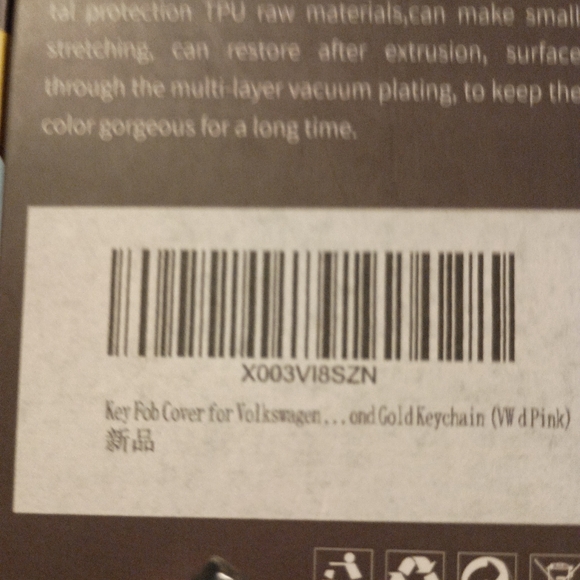 tal protection TPU raw materials,can make small
stretching, can restore after extrusion, surface
through the multi-layer vacuum plating, to keep the
color gorgeous for a long time.
X003VI8SZN
Key Fob Cover for Volkswagen...ond Gold Keychain (VW d Pink)
新品